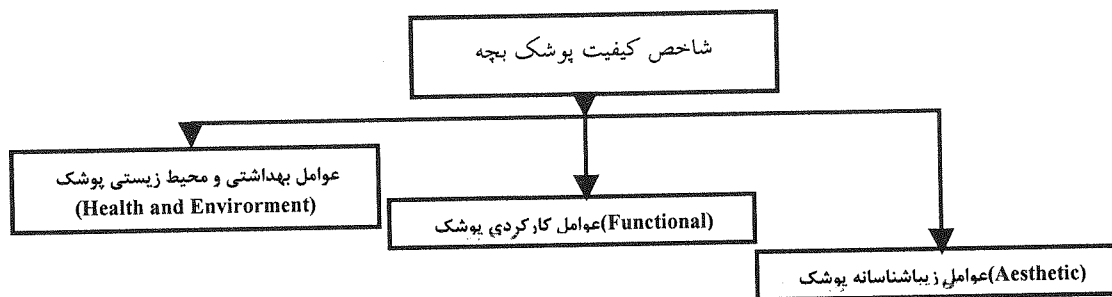 شاخص کیفیت پوشک بچه
عوامل بهداشتی و محیط زیستی پوشک
(Health and Envirorment)
عوامل کارکردي پوشک(Functional)
عوامل زیباشناسانه پوشک(Aesthetic)